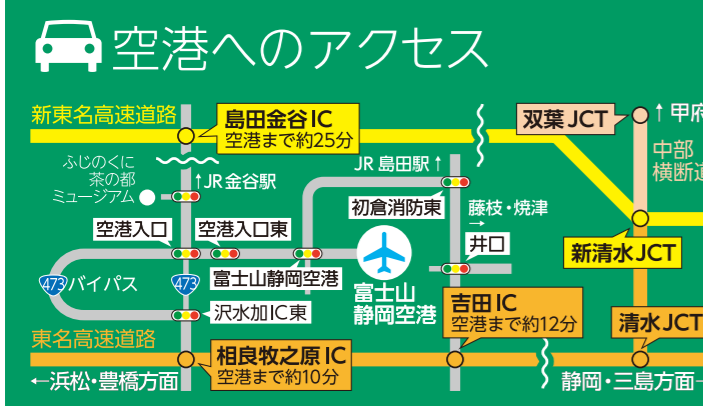 空港へのアクセス
新東名高速道路
島田金谷IC
空港まで約25分
双葉JCT
↑甲府
中部
横断道
ふじのくに
茶の都
ミュージアム
↑JR金谷駅
JR島田駅↑
初倉消防東
藤枝・焼津
→
空港入口
空港入口東
井口
新清水JCT
473
バイパス
473
富士山静岡空港
富士山
静岡空港
沢水加IC東
吉田IC
空港まで約12分
清水JCT
東名高速道路
相良牧之原IC
空港まで約10分
←浜松・豊橋方面
静岡・三島方面→